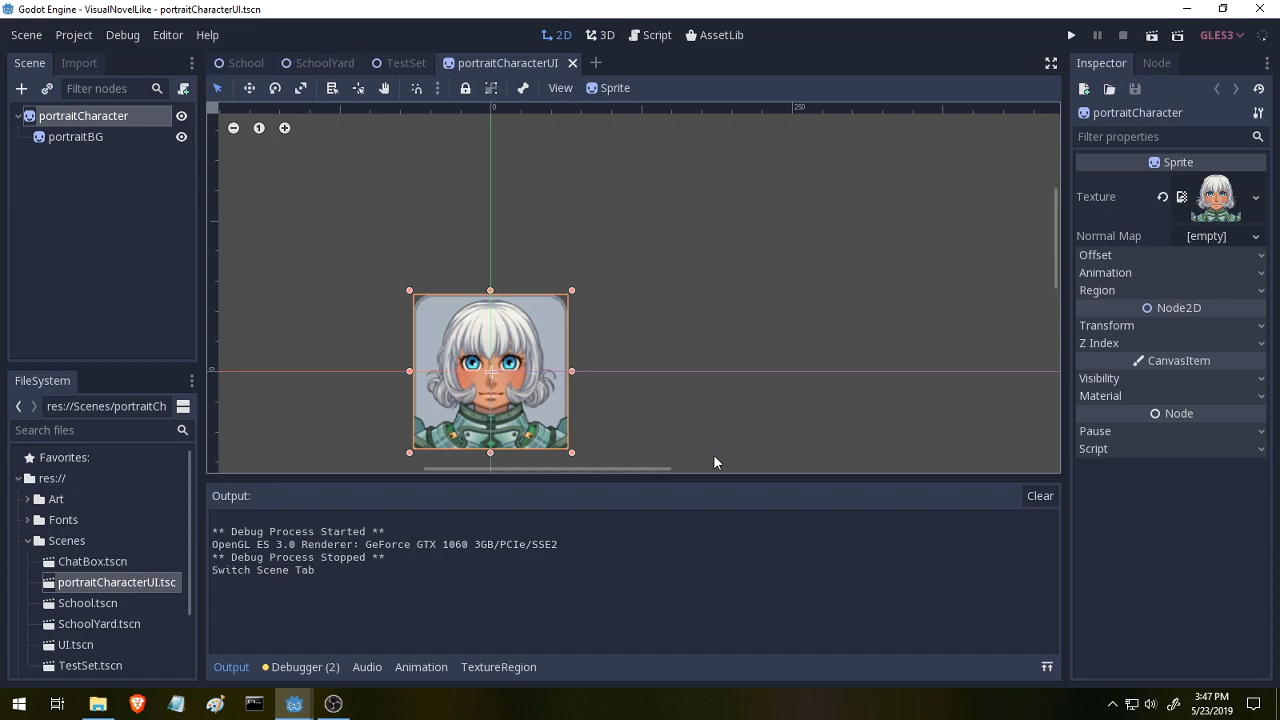 Godot Engine - VisualNovelLike - portraitCharacterUI.tscn
Scene Project Debug Editor Help
2D 3D Script AssetLib
GLES3
Scene Import
School SchoolYard TestSet portraitCharacterUI
Inspector Node
Filter nodes
View Sprite
portraitCharacter
portraitBG
0 250
1
0
portraitCharacter
Filter properties
Sprite
Texture
Normal Map [empty]
Offset
Animation
Region
Node2D
Transform
Z Index
CanvasItem
Visibility
Material
Node
Pause
Script
FileSystem
res://Scenes/portraitCh
Search files
Favorites:
res://
Art
Fonts
Scenes
ChatBox.tscn
portraitCharacterUI.tsc
School.tscn
SchoolYard.tscn
UI.tscn
TestSet.tscn
Output: Clear
** Debug Process Started **
OpenGL ES 3.0 Renderer: GeForce GTX 1060 3GB/PCIe/SSE2
** Debug Process Stopped **
Switch Scene Tab
Output Debugger (2) Audio Animation TextureRegion
3:47 PM
5/23/2019